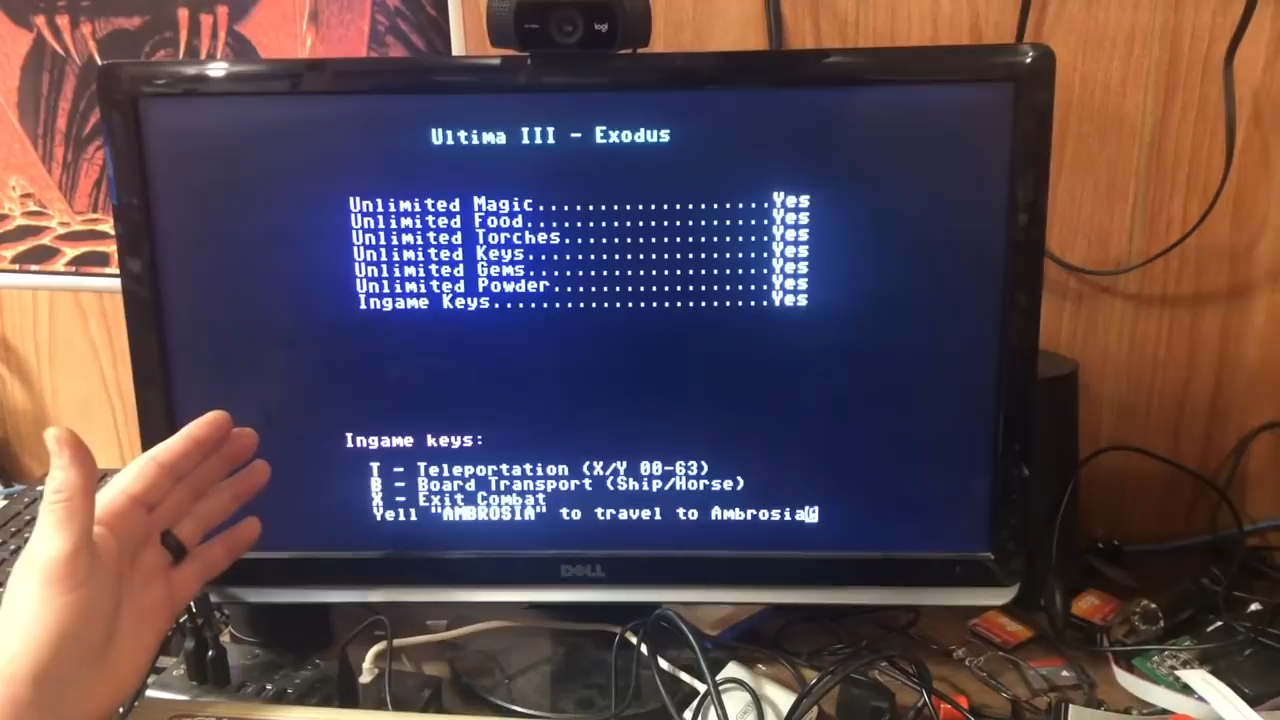 logi
Ultima III - Exodus
Unlimited Magic...................Yes
Unlimited Food....................Yes
Unlimited Torches.................Yes
Unlimited Keys....................Yes
Unlimited Gems....................Yes
Unlimited Powder..................Yes
Ingame Keys.......................Yes
Ingame keys:
T - Teleportation (X/Y 00-63)
B - Board Transport (Ship/Horse)
X - Exit Combat
Yell "AMBROSIA" to travel to Ambrosia
DELL